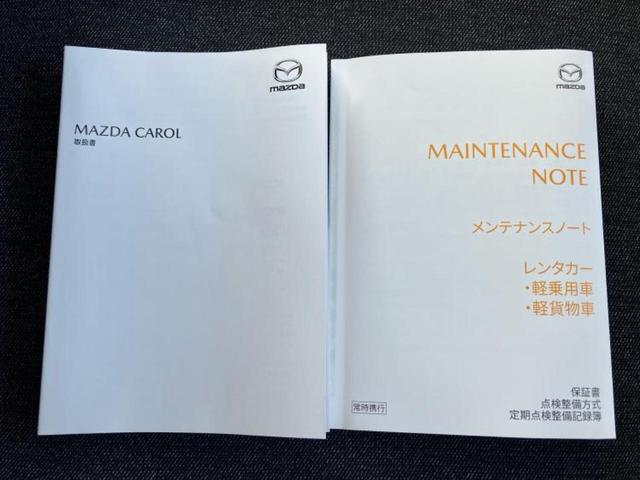 mazda
MAZDA CAROL
取扱書
mazda
MAINTENANCE
NOTE
メンテナンスノート
レンタカー
・軽乗用車
・軽貨物車
常時携行
保証書
点検整備方式
定期点検整備記録簿